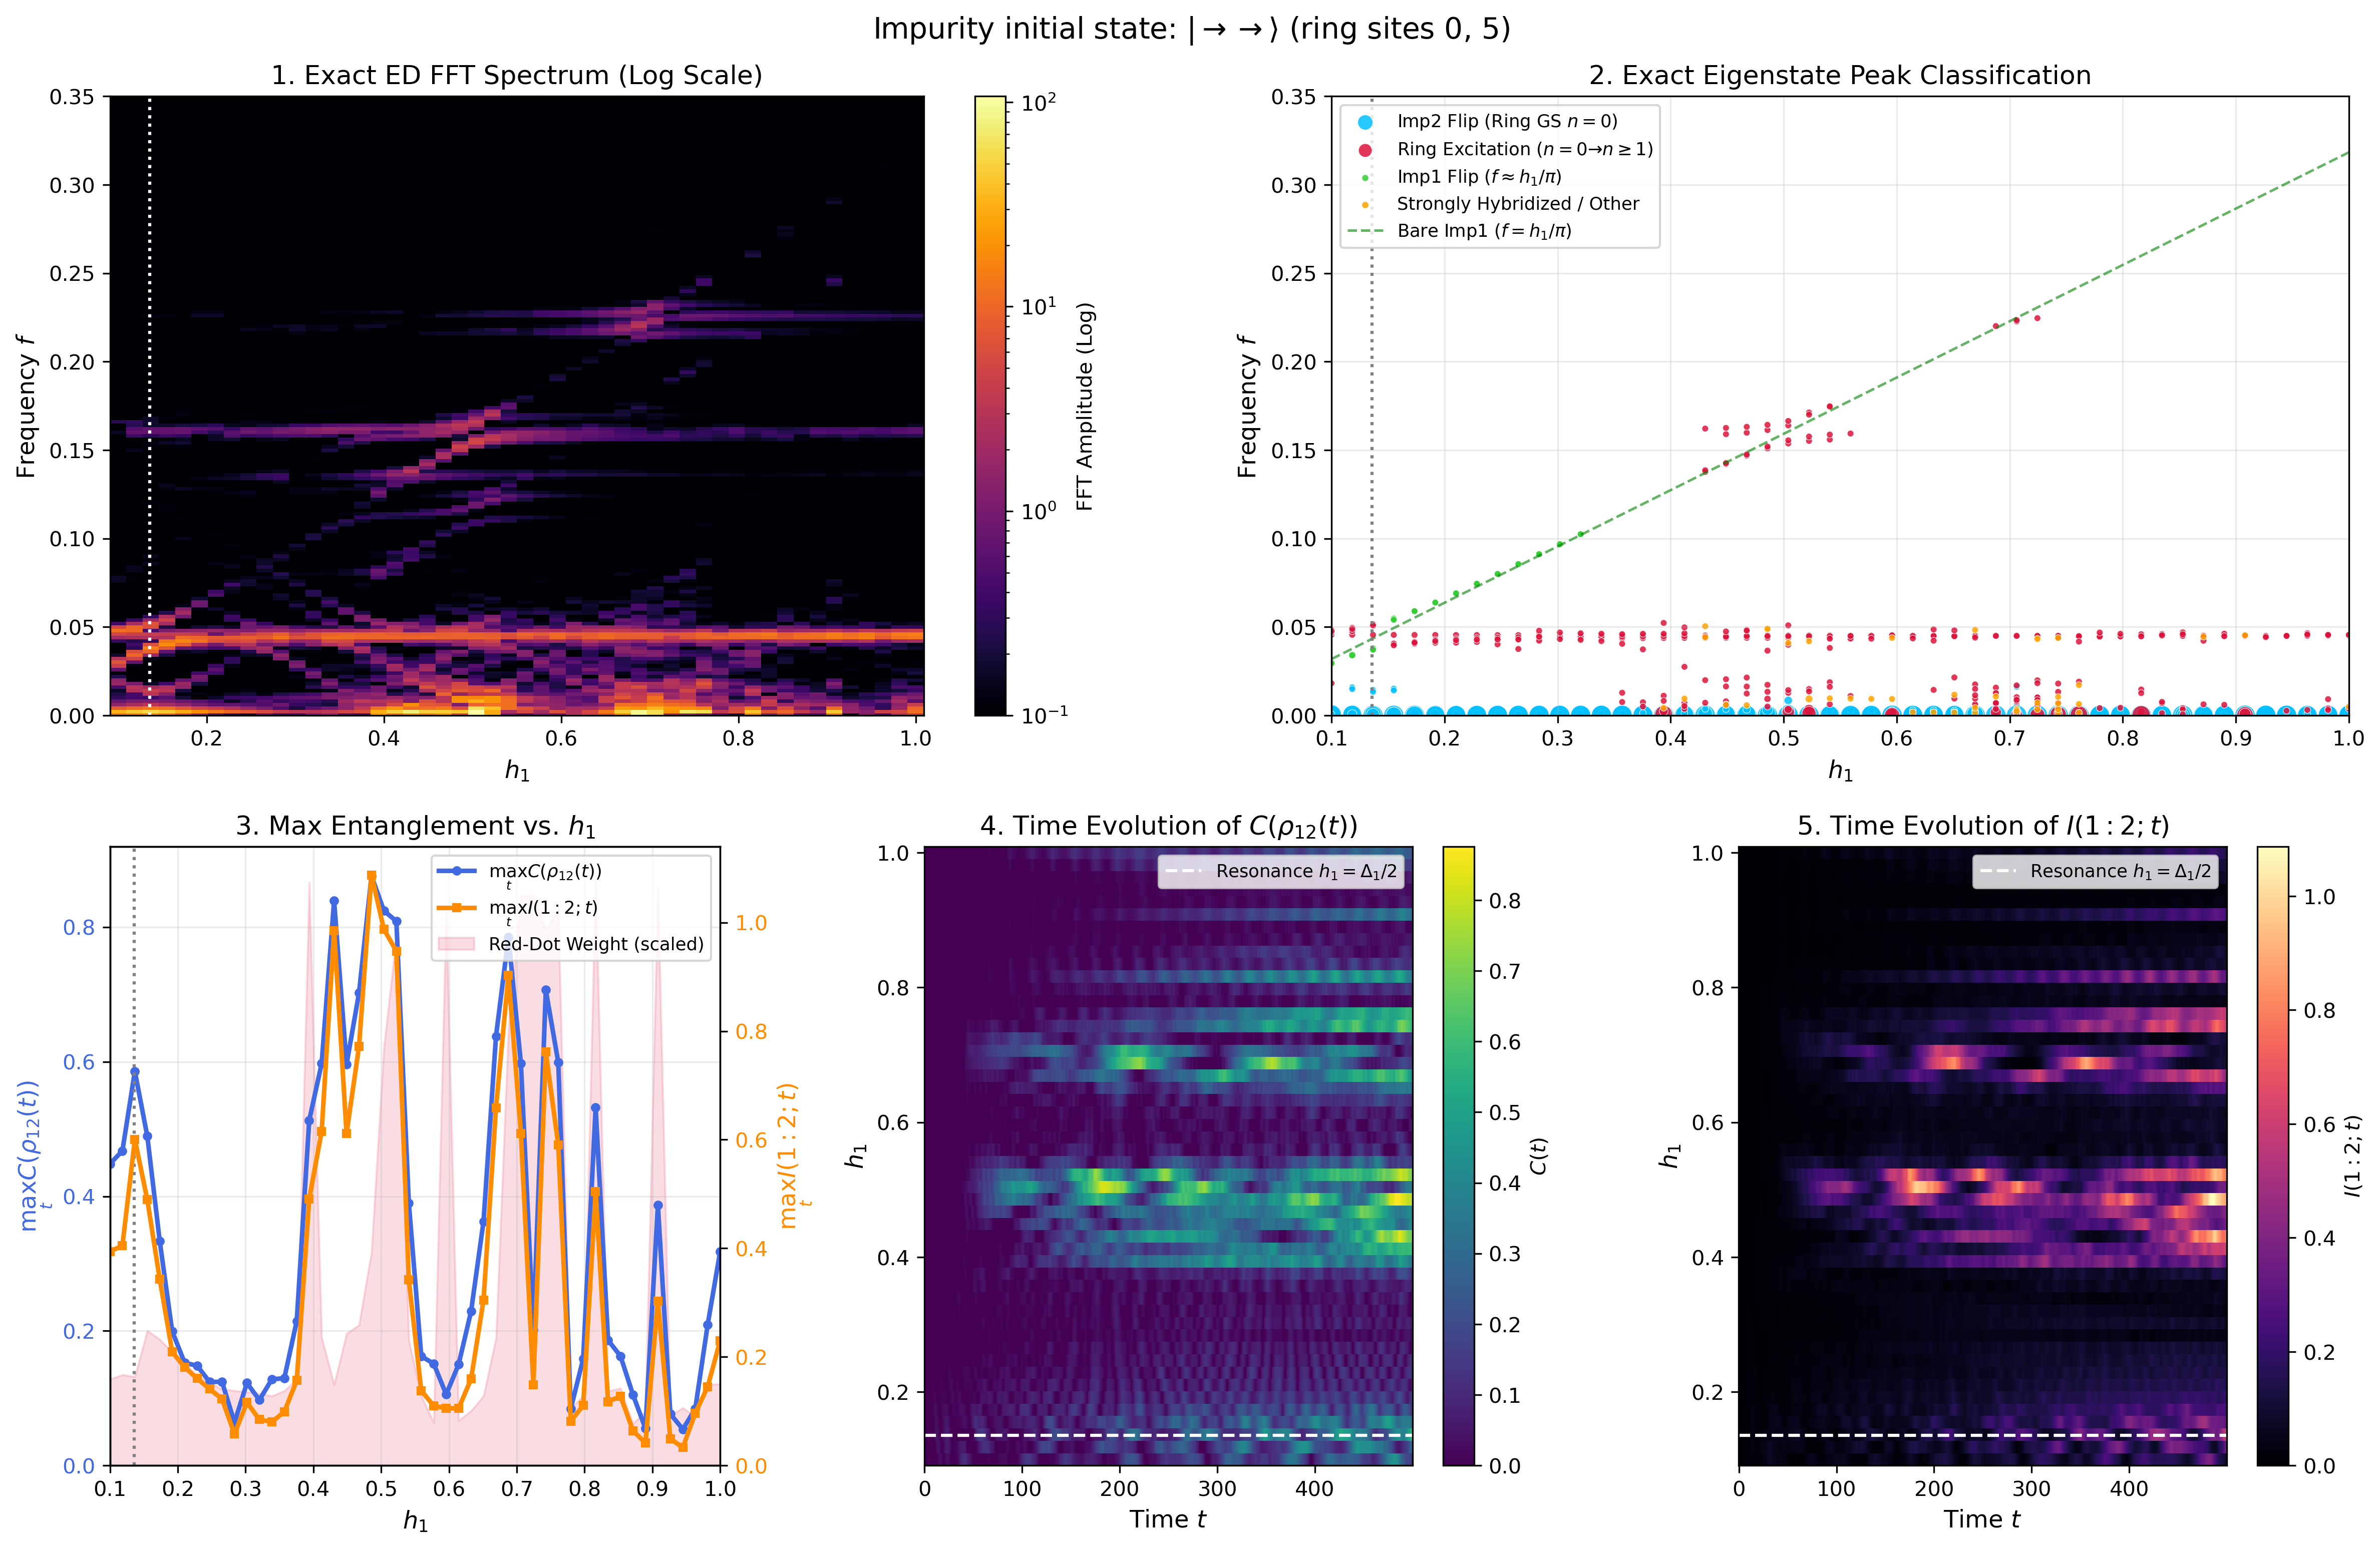 Impurity initial state: |→→⟩ (ring sites 0, 5)
1. Exact ED FFT Spectrum (Log Scale)
Frequency f
0.35
0.30
0.25
0.20
0.15
0.10
0.05
0.00
0.2 0.4 0.6 0.8 1.0
h₁
10²
10¹
10⁰
10⁻¹
FFT Amplitude (Log)
2. Exact Eigenstate Peak Classification
Frequency f
0.35
0.30
0.25
0.20
0.15
0.10
0.05
0.00
Imp2 Flip (Ring GS n = 0)
Ring Excitation (n = 0→n ≥ 1)
Imp1 Flip (f ≈ h₁/π)
Strongly Hybridized / Other
Bare Imp1 (f = h₁/π)
0.1 0.2 0.3 0.4 0.5 0.6 0.7 0.8 0.9 1.0
h₁
3. Max Entanglement vs. h₁
max C(ρ₁₂(t))
t
0.8
0.6
0.4
0.2
0.0
max C(ρ₁₂(t))
t
max I(1 : 2; t)
t
Red-Dot Weight (scaled)
0.1 0.2 0.3 0.4 0.5 0.6 0.7 0.8 0.9 1.0
h₁
1.0
0.8
0.6
0.4
0.2
0.0
max I(1 : 2; t)
t
4. Time Evolution of C(ρ₁₂(t))
h₁
1.0
0.8
0.6
0.4
0.2
Resonance h₁ = Δ₁/2
0 100 200 300 400
Time t
0.8
0.7
0.6
0.5
0.4
0.3
0.2
0.1
0.0
C(t)
5. Time Evolution of I(1 : 2; t)
h₁
1.0
0.8
0.6
0.4
0.2
Resonance h₁ = Δ₁/2
0 100 200 300 400
Time t
1.0
0.8
0.6
0.4
0.2
0.0
I(1 : 2; t)